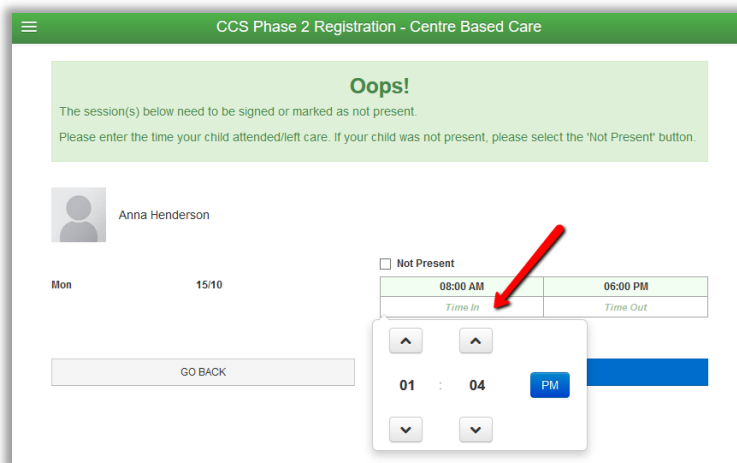 CCS Phase 2 Registration - Centre Based Care
Oops!
The session(s) below need to be signed or marked as not present.
Please enter the time your child attended/left care. If your child was not present, please select the 'Not Present' button.
Anna Henderson
Not Present
Mon 15/10 08:00 AM 06:00 PM
Time In Time Out
GO BACK
01 : 04 PM